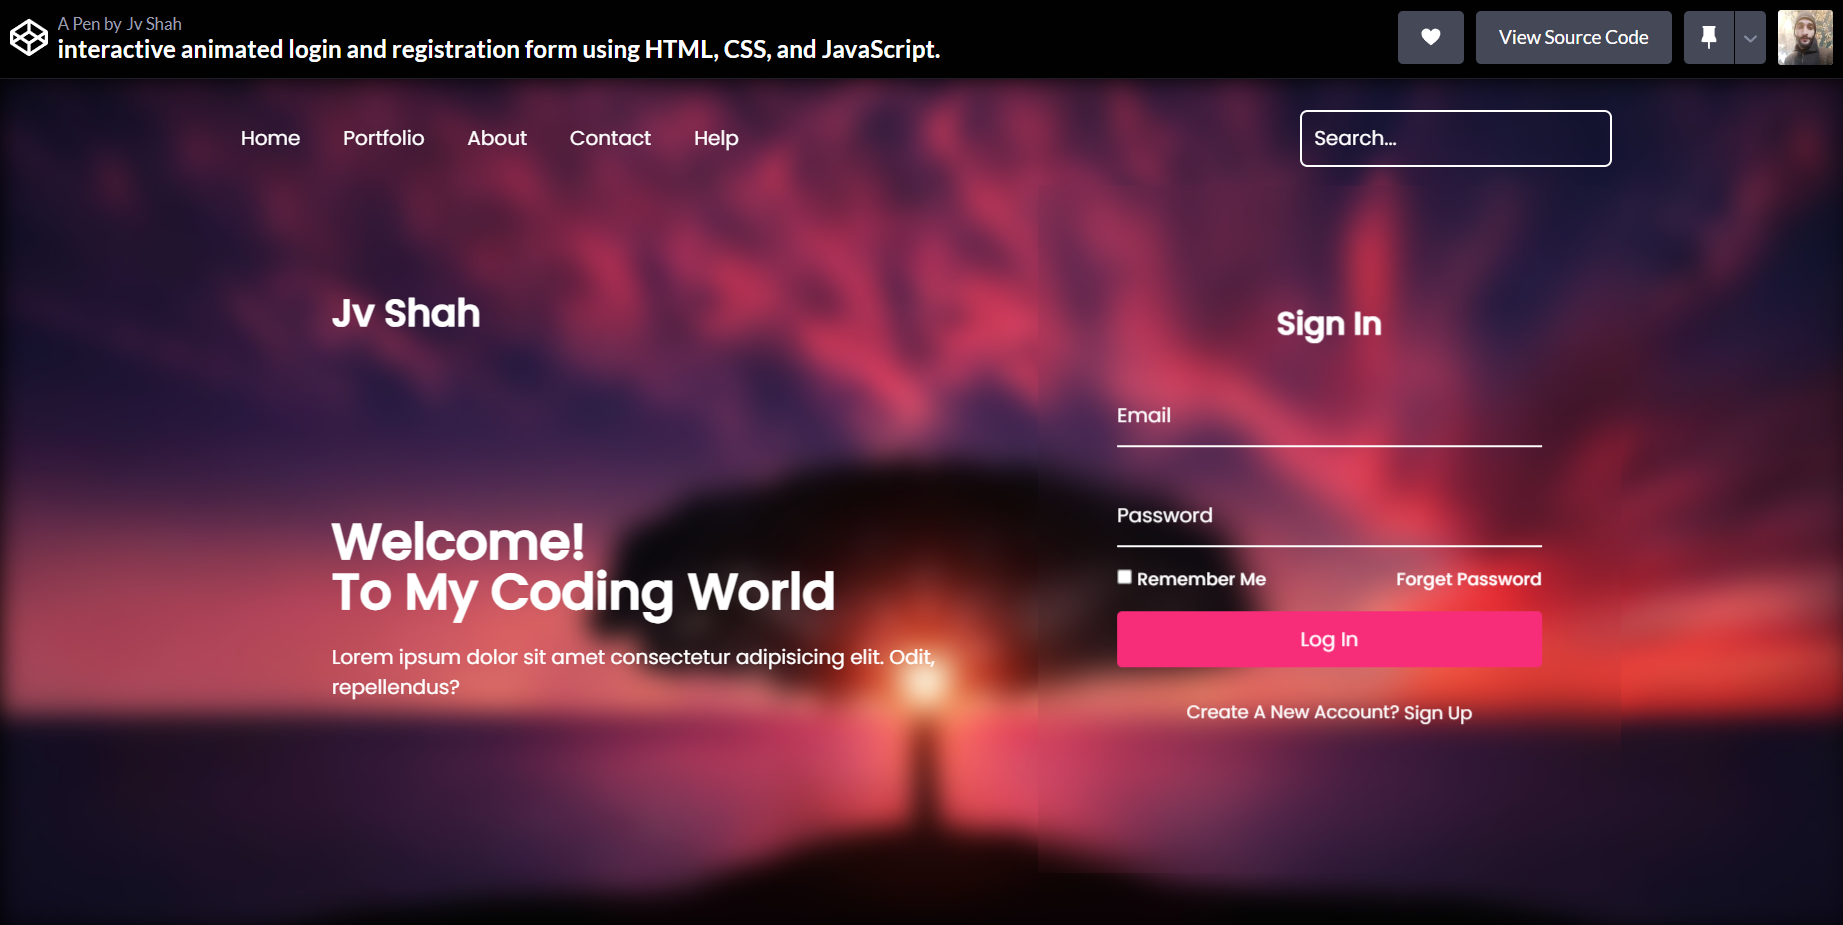 A Pen by Jv Shah
interactive animated login and registration form using HTML, CSS, and JavaScript.
View Source Code
Home Portfolio About Contact Help
Search...
Jv Shah
Welcome!
To My Coding World
Lorem ipsum dolor sit amet consectetur adipisicing elit. Odit,
repellendus?
Sign In
Email
Password
Remember Me Forget Password
Log In
Create A New Account? Sign Up